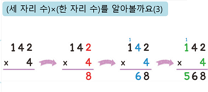 (세 자리 수)×(한 자리 수)를 알아볼까요(3)
1 1
142 142 142 142
× 4 × 4 × 4 × 4
8 68 568